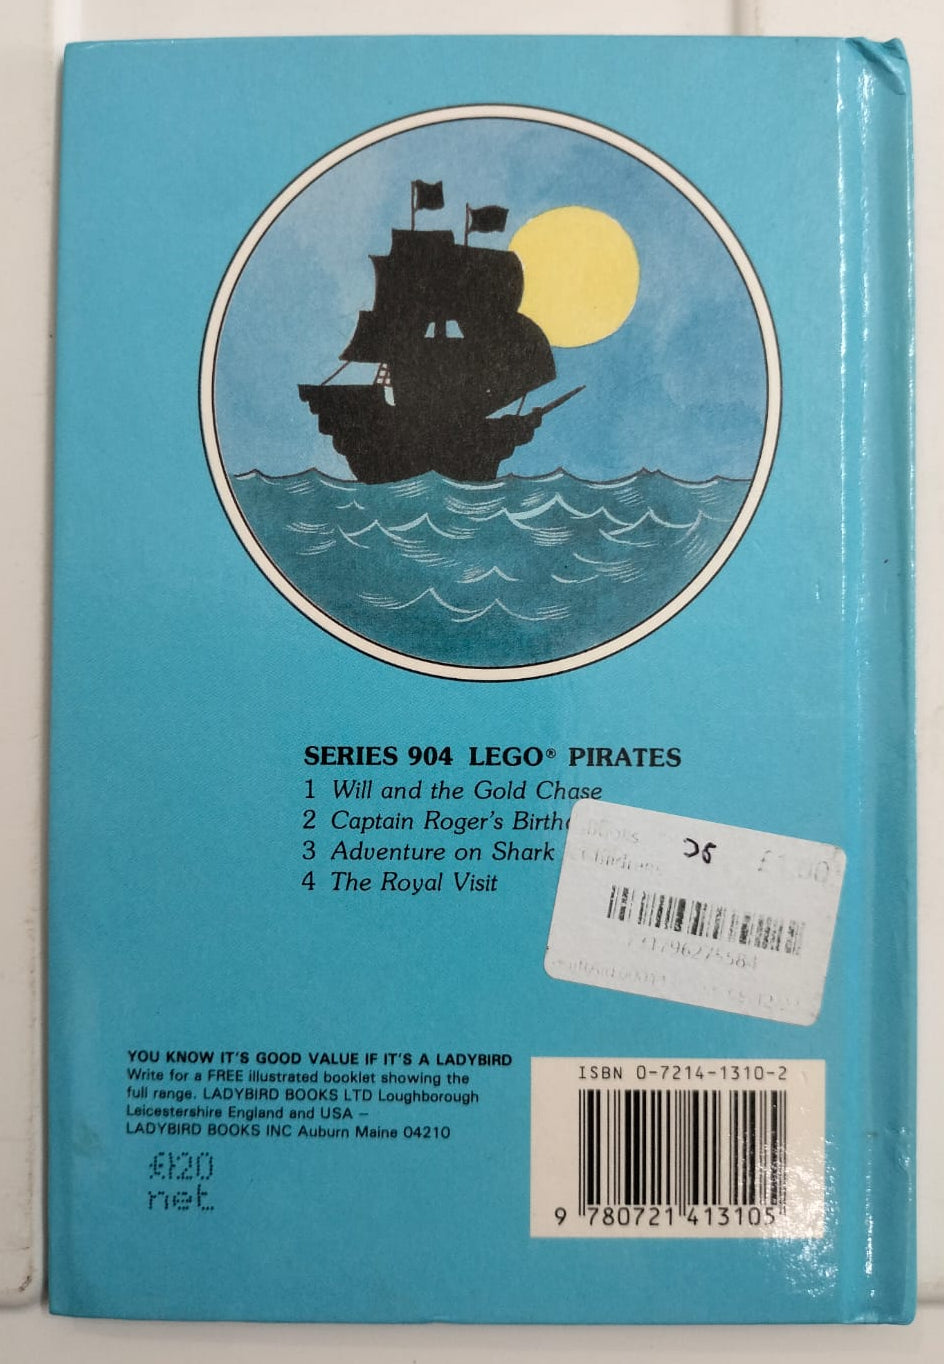 SERIES 904 LEGO® PIRATES
1 Will and the Gold Chase
2 Captain Roger's
3 Adventure on Shark
4 The Royal Visit
£1.00
YOU KNOW IT'S GOOD VALUE IF IT'S A LADYBIRD
Write for a FREE illustrated booklet showing the
full range. LADYBIRD BOOKS LTD Loughborough
Leicestershire England and USA –
LADYBIRD BOOKS INC Auburn Maine 04210
£1.20
net
ISBN 0-7214-1310-2
9 780721 413105